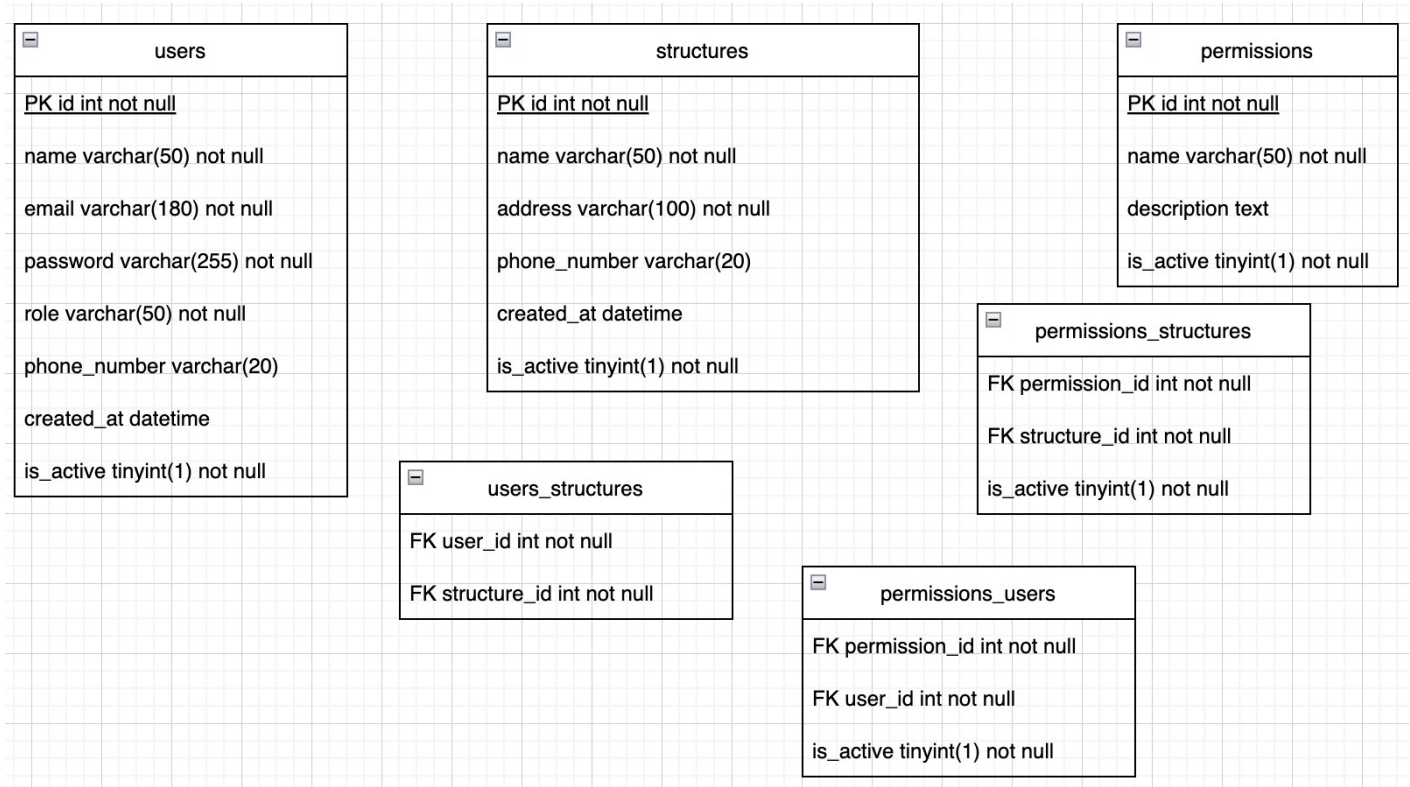 users
PK id int not null
name varchar(50) not null
email varchar(180) not null
password varchar(255) not null
role varchar(50) not null
phone_number varchar(20)
created_at datetime
is_active tinyint(1) not null
structures
PK id int not null
name varchar(50) not null
address varchar(100) not null
phone_number varchar(20)
created_at datetime
is_active tinyint(1) not null
permissions
PK id int not null
name varchar(50) not null
description text
is_active tinyint(1) not null
permissions_structures
FK permission_id int not null
FK structure_id int not null
is_active tinyint(1) not null
users_structures
FK user_id int not null
FK structure_id int not null
permissions_users
FK permission_id int not null
FK user_id int not null
is_active tinyint(1) not null